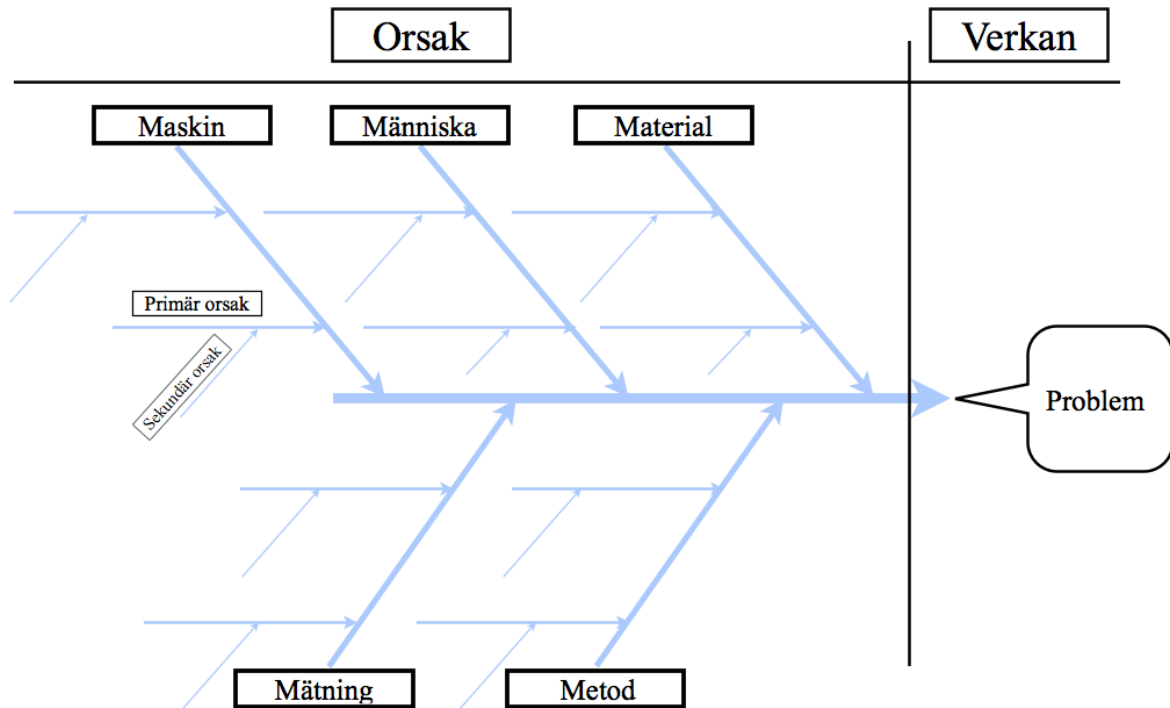 Orsak
Verkan
Maskin
Människa
Material
Primär orsak
Sekundär orsak
Problem
Mätning
Metod